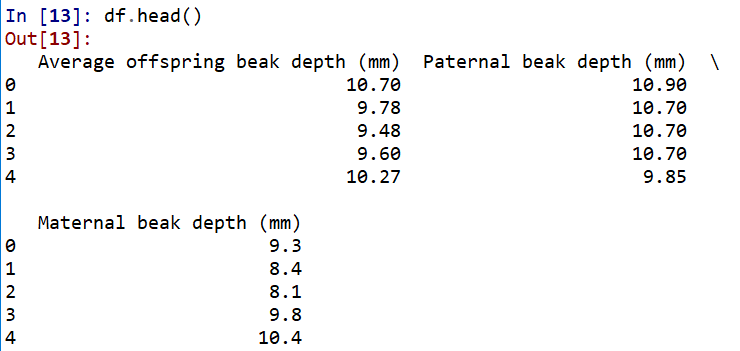 In [13]: df.head()
Out[13]:
   Average offspring beak depth (mm)  Paternal beak depth (mm)  \
0                              10.70                     10.90
1                               9.78                     10.70
2                               9.48                     10.70
3                               9.60                     10.70
4                              10.27                      9.85
   Maternal beak depth (mm)
0                       9.3
1                       8.4
2                       8.1
3                       9.8
4                      10.4